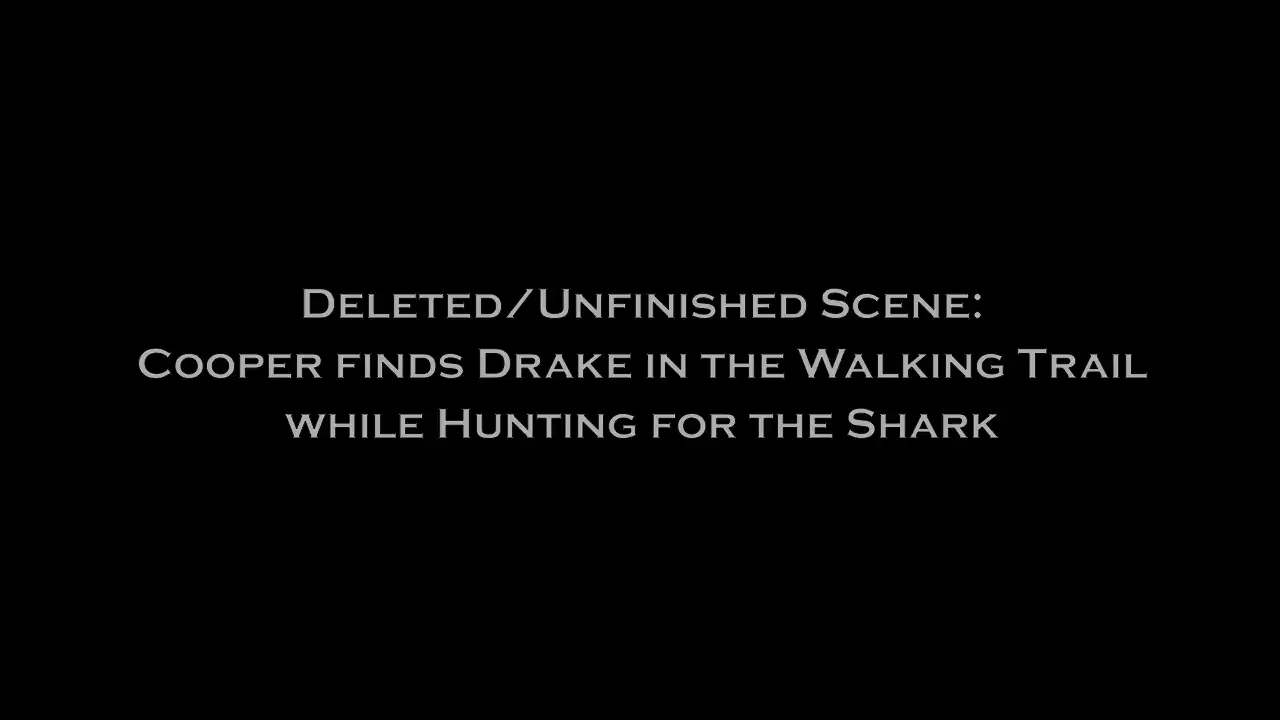 Deleted/Unfinished Scene:
Cooper finds Drake in the Walking Trail
while Hunting for the Shark